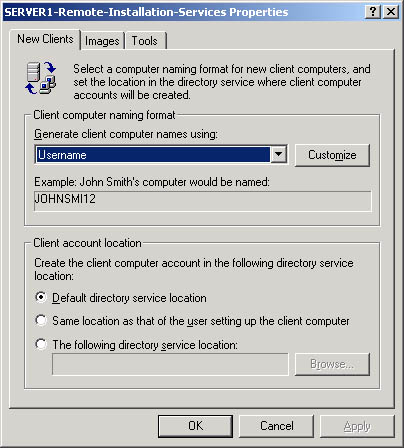 SERVER1-Remote-Installation-Services Properties
New Clients Images Tools
Select a computer naming format for new client computers, and
set the location in the directory service where client computer
accounts will be created.
Client computer naming format
Generate client computer names using:
Username Customize
Example: John Smith's computer would be named:
JOHNSMI12
Client account location
Create the client computer account in the following directory service
location:
Default directory service location
Same location as that of the user setting up the client computer
The following directory service location:
Browse...
OK Cancel Apply